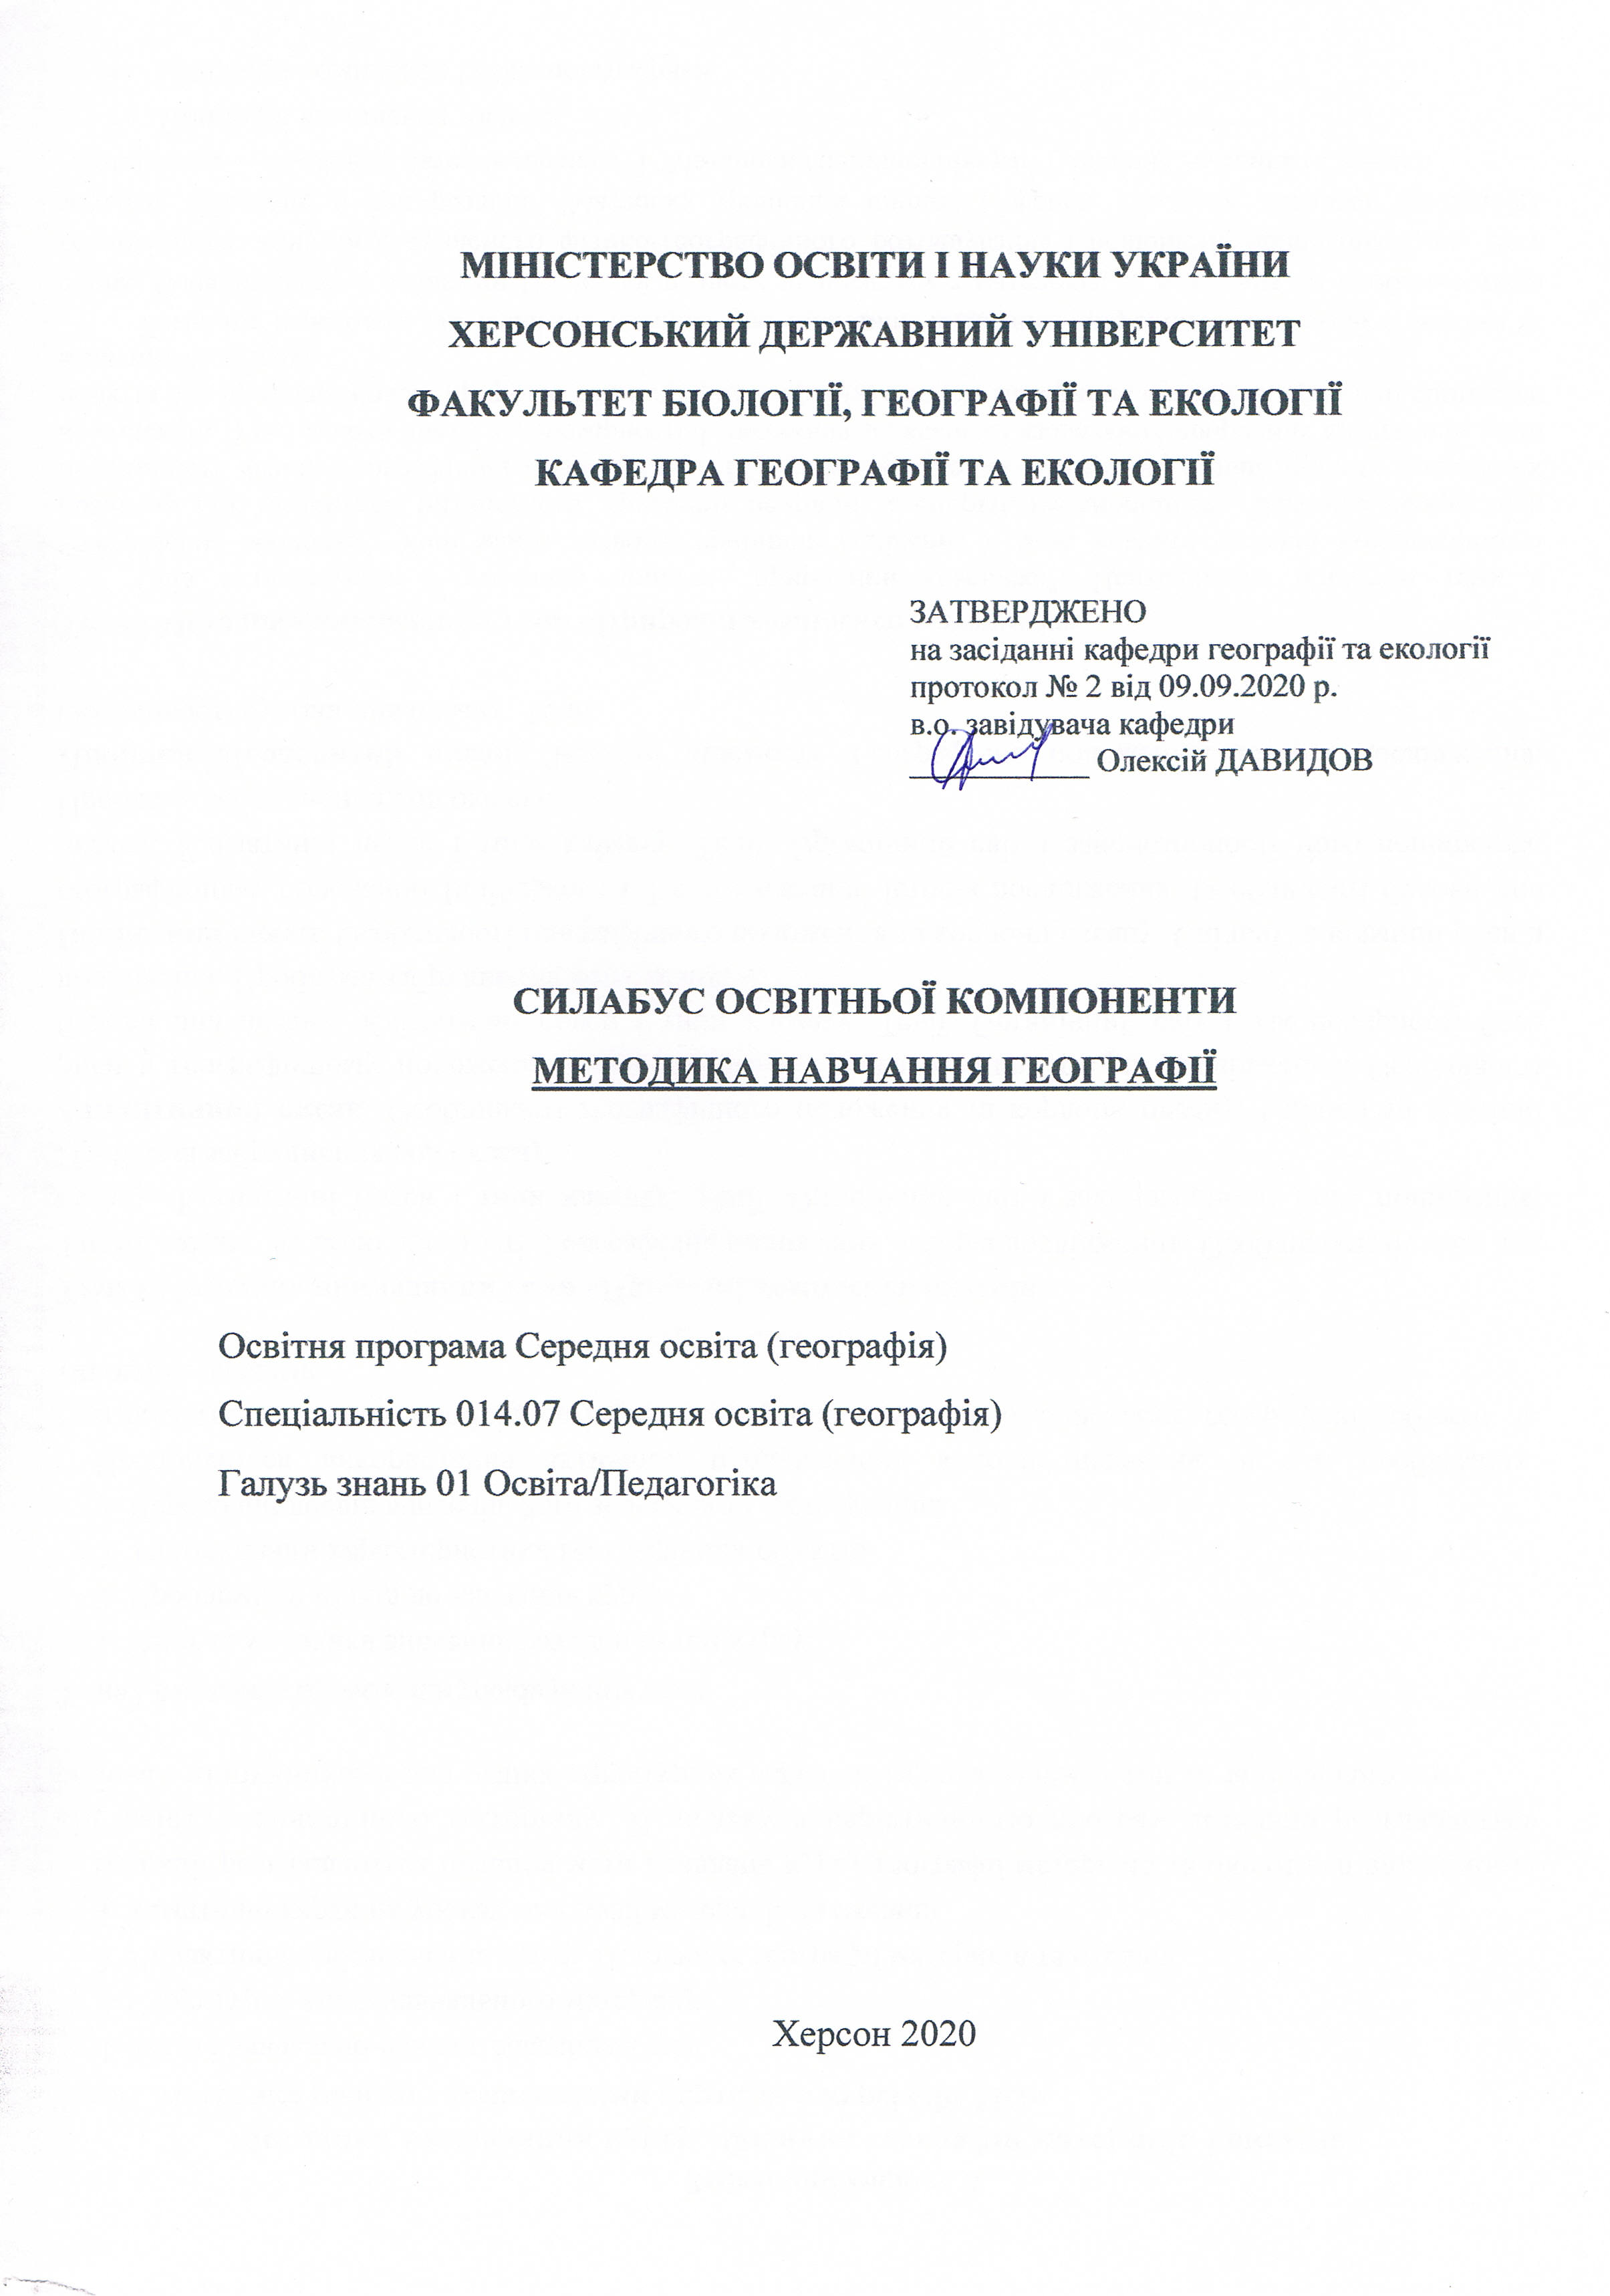 МІНІСТЕРСТВО ОСВІТИ І НАУКИ УКРАЇНИ
ХЕРСОНСЬКИЙ ДЕРЖАВНИЙ УНІВЕРСИТЕТ
ФАКУЛЬТЕТ БІОЛОГІЇ, ГЕОГРАФІЇ ТА ЕКОЛОГІЇ
КАФЕДРА ГЕОГРАФІЇ ТА ЕКОЛОГІЇ
ЗАТВЕРДЖЕНО
на засіданні кафедри географії та екології
протокол № 2 від 09.09.2020 р.
в.о. завідувача кафедри
Олексій ДАВИДОВ
СИЛАБУС ОСВІТНЬОЇ КОМПОНЕНТИ
МЕТОДИКА НАВЧАННЯ ГЕОГРАФІЇ
Освітня програма Середня освіта (географія)
Спеціальність 014.07 Середня освіта (географія)
Галузь знань 01 Освіта/Педагогіка
Херсон 2020